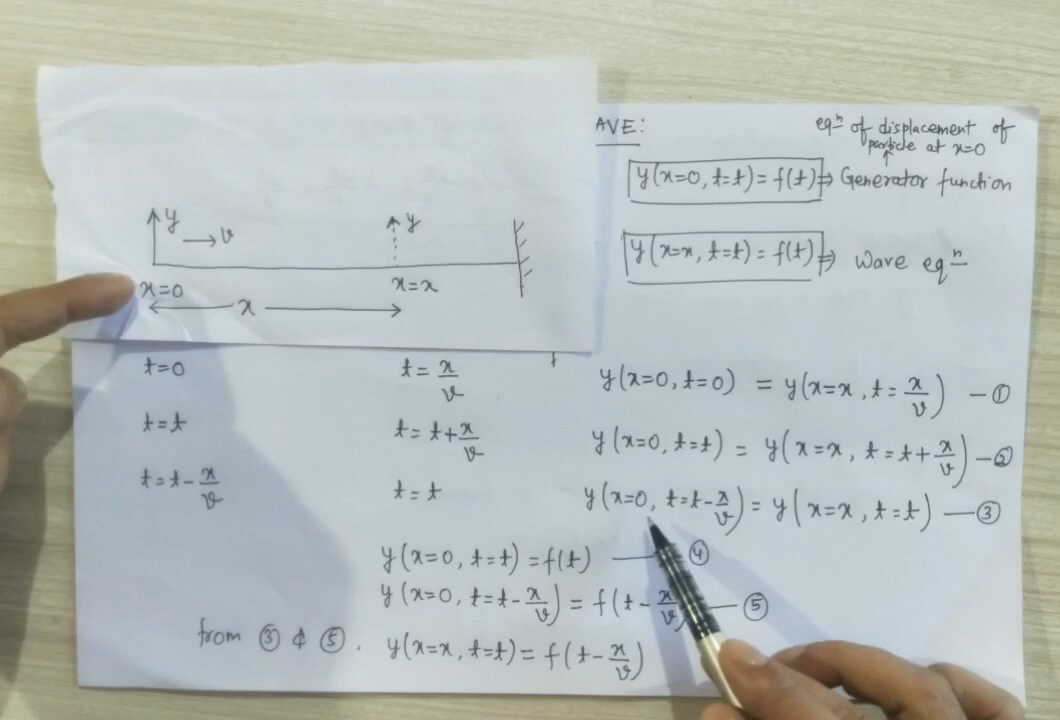 AVE:
eqⁿ of displacement of
particle at x=0
y(x=0, t=t) = f(t) ⇒ Generator function
y(x=x, t=t) = f(t) ⇒ Wave eqⁿ
y → v y
x=0 x=x
x
t=0 t = x/v y(x=0, t=0) = y(x=x, t = x/v) — ①
t=t t = t + x/v y(x=0, t=t) = y(x=x, t = t + x/v) — ②
t = t - x/v t = t y(x=0, t = t - x/v) = y(x=x, t=t) — ③
y(x=0, t=t) = f(t) — ④
y(x=0, t = t - x/v) = f(t - x/v) — ⑤
from ③ & ⑤. y(x=x, t=t) = f(t - x/v)